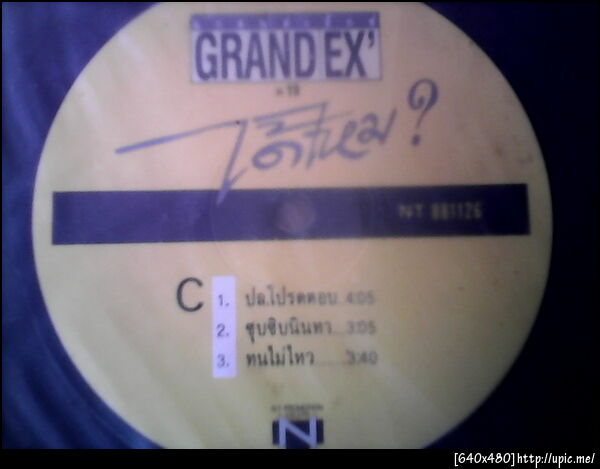 GRAND EX'
ได้ไหม?
NT 881126
C
1. ปล.โปรดตอบ...4:05
2. ซุบซิบนินทา....3:05
3. ทนไม่ไหว........3:40
N
[640x480]http://upic.me/